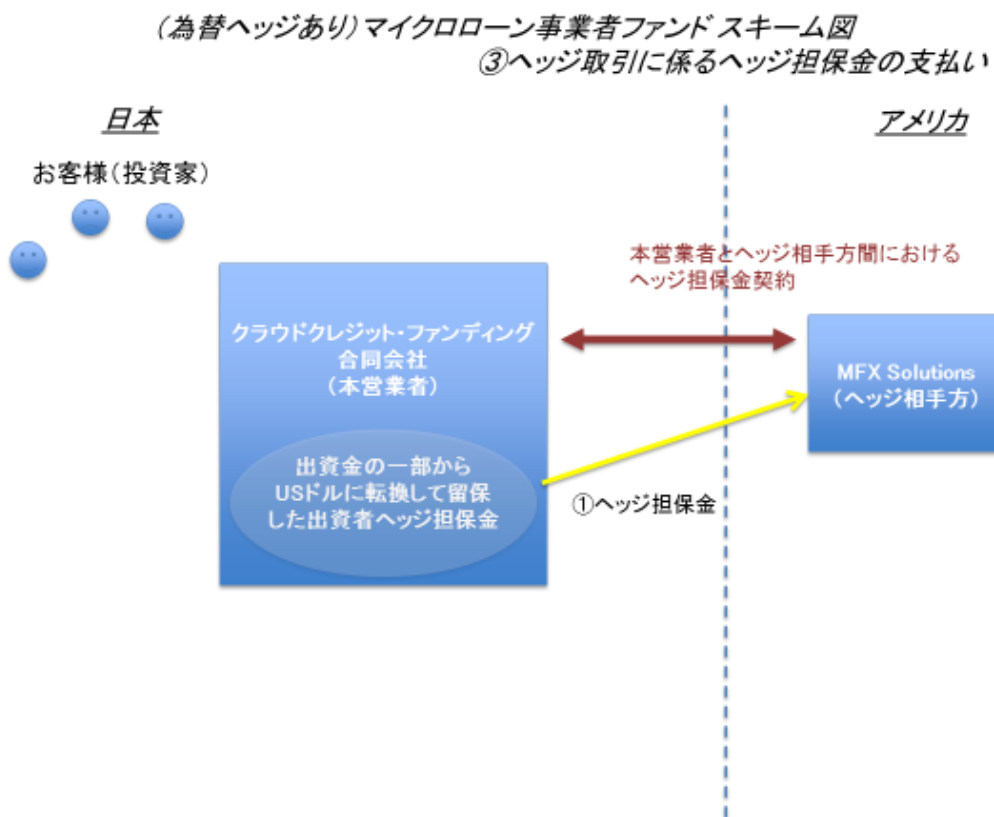 (為替ヘッジあり)マイクロローン事業者ファンド スキーム図
③ヘッジ取引に係るヘッジ担保金の支払い
日本
アメリカ
お客様(投資家)
本営業者とヘッジ相手方間における
ヘッジ担保金契約
クラウドクレジット・ファンディング
合同会社
(本営業者)
MFX Solutions
(ヘッジ相手方)
出資金の一部から
USドルに転換して留保
した出資者ヘッジ担保金
①ヘッジ担保金